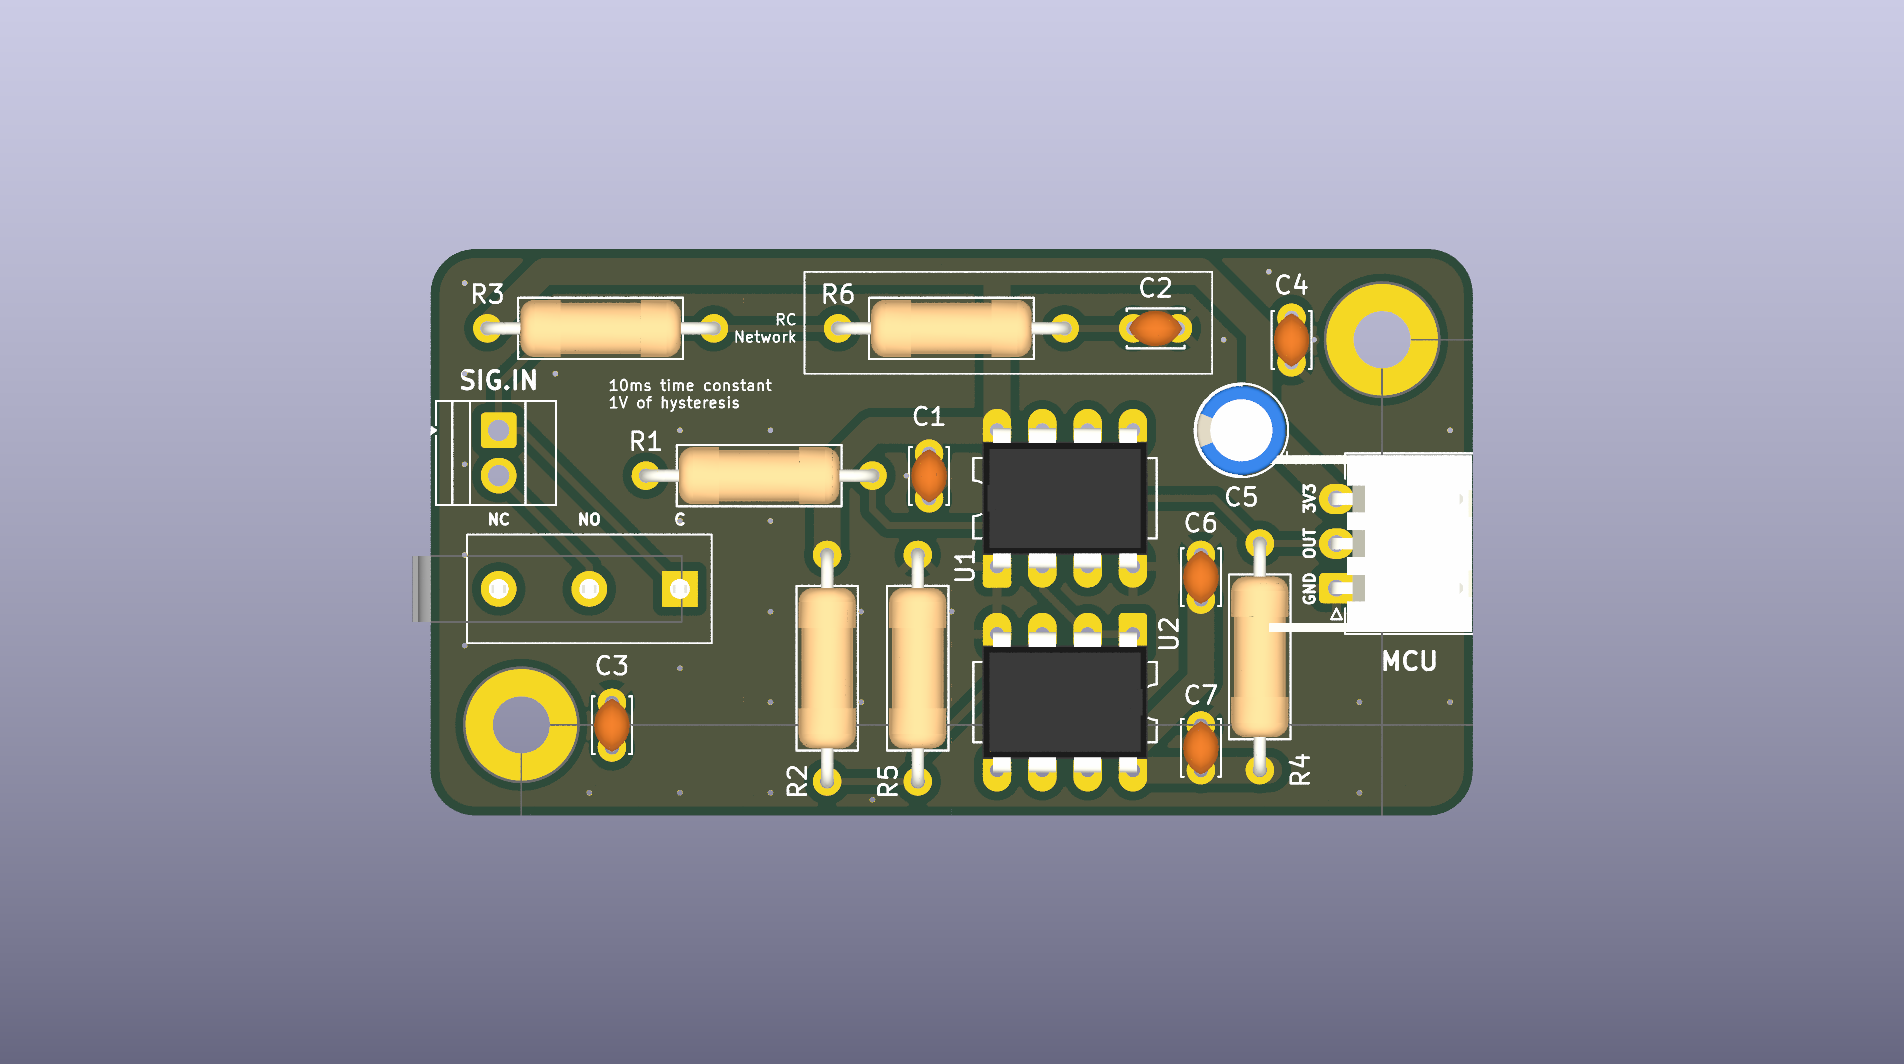 R3
R6
C2
C4
RC
Network
SIG.IN
10ms time constant
1V of hysteresis
R1
C1
C5
3V3
NC
NO
C
C6
OUT
U1
GND
U2
MCU
C3
C7
R2
R5
R4